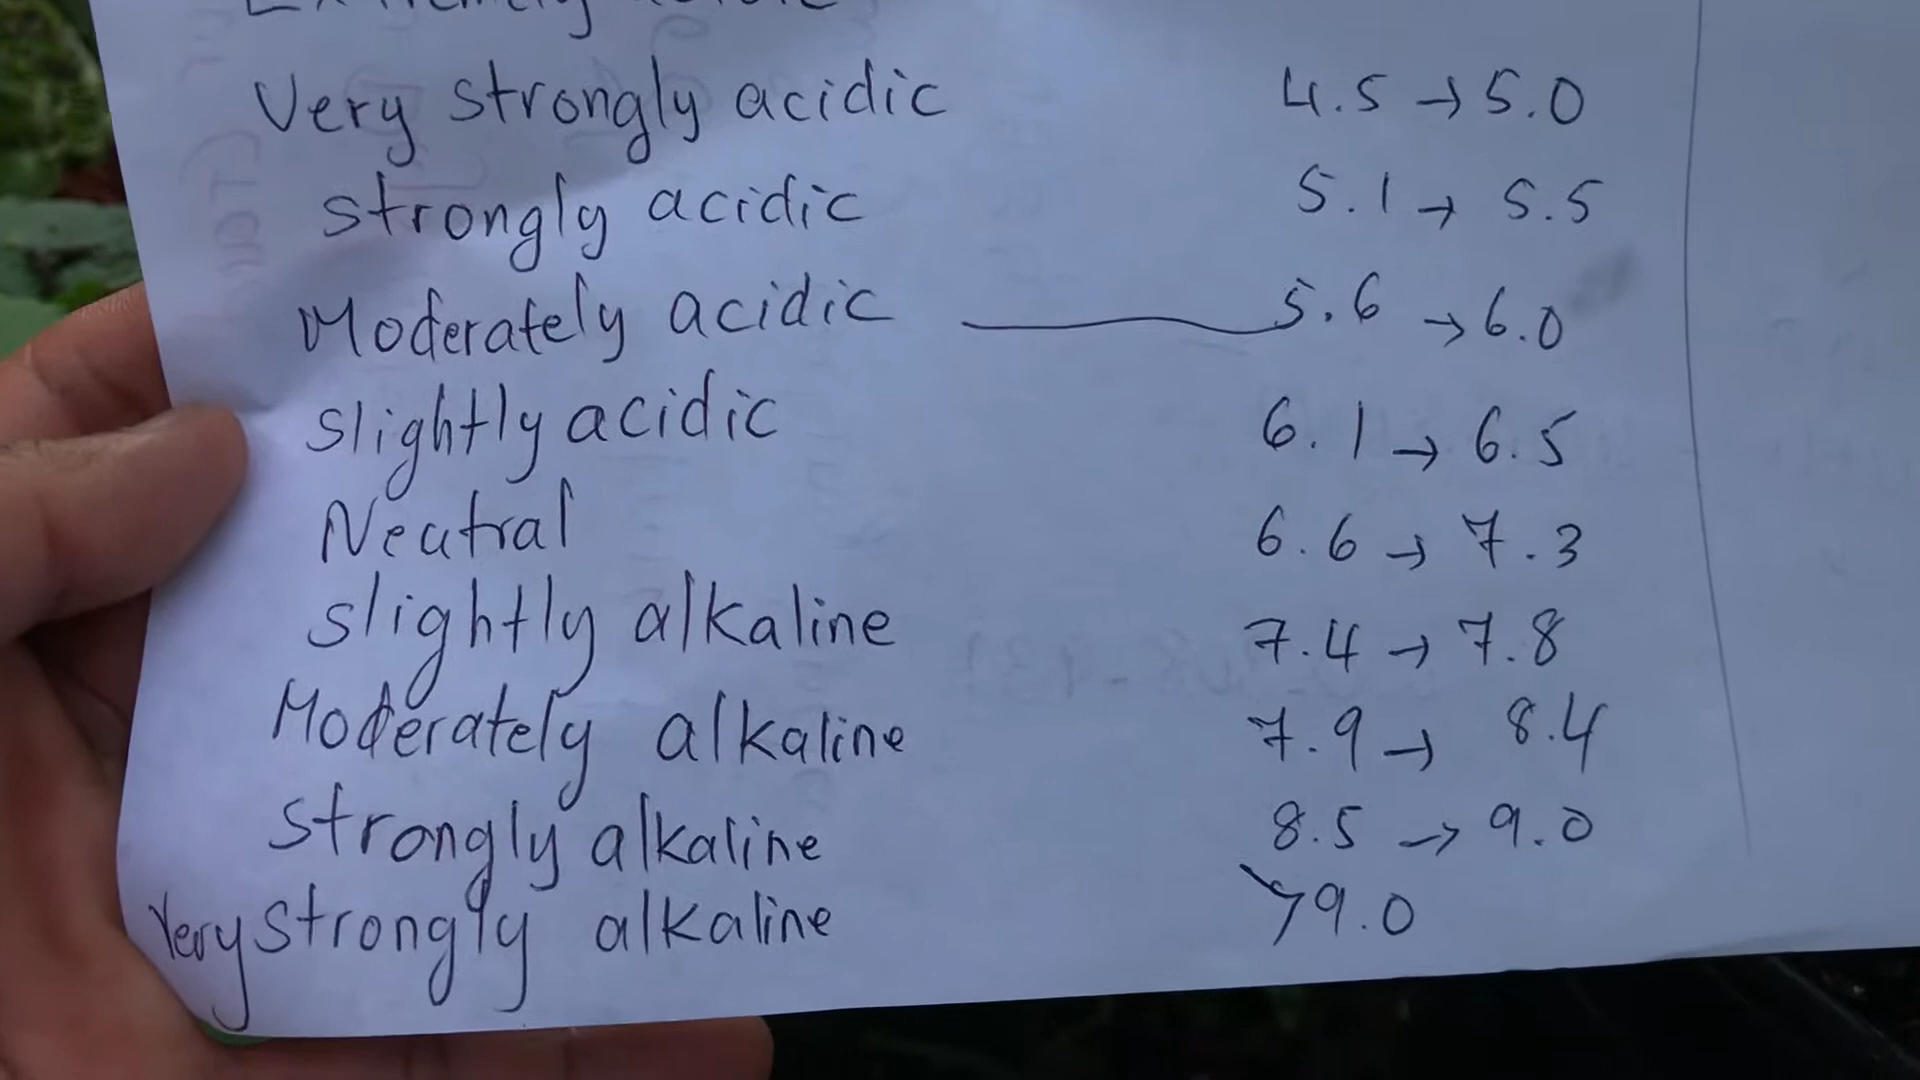 Extremely acidic
Very strongly acidic 4.5 → 5.0
strongly acidic 5.1 → 5.5
Moderately acidic 5.6 → 6.0
slightly acidic 6.1 → 6.5
Neutral 6.6 → 7.3
slightly alkaline 7.4 → 7.8
Moderately alkaline 7.9 → 8.4
strongly alkaline 8.5 → 9.0
Very strongly alkaline >9.0